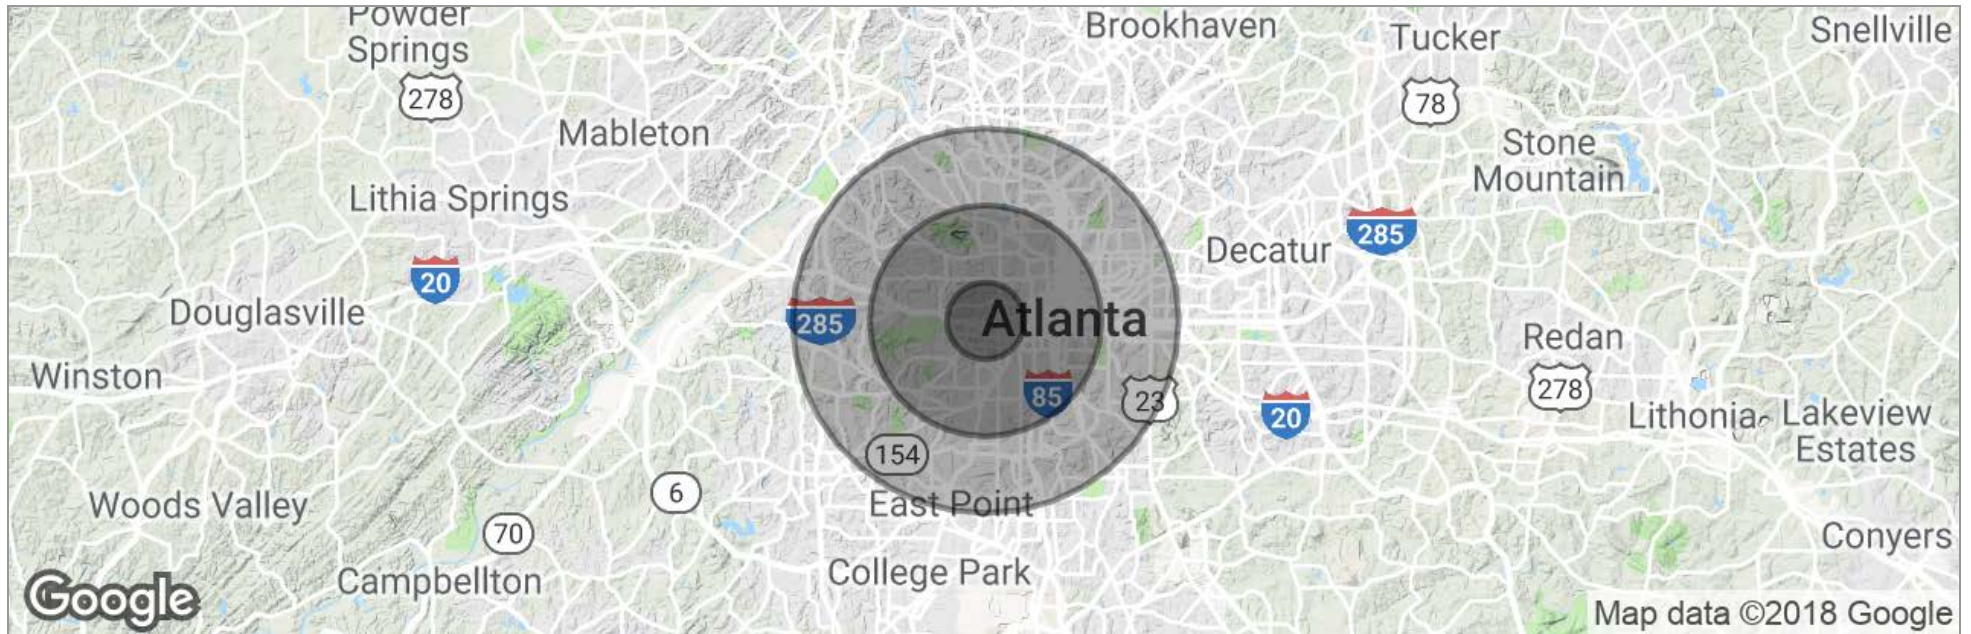 Powder
Springs
Brookhaven
Tucker
Snellville
278
78
Mableton
Stone
Mountain
Lithia Springs
285
Decatur
20
Douglasville
285
Atlanta
Redan
Winston
85
23
278
20
Lithonia
Lakeview
Estates
154
6
East Point
Woods Valley
70
Conyers
Campbellton
College Park
Google
Map data ©2018 Google